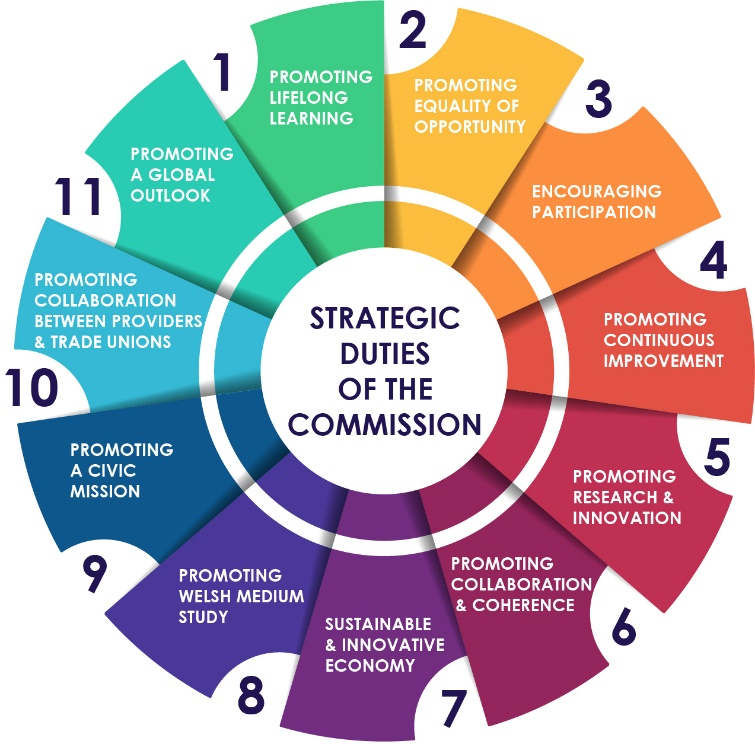 STRATEGIC
DUTIES
OF THE
COMMISSION
1
PROMOTING
LIFELONG
LEARNING
2
PROMOTING
EQUALITY OF
OPPORTUNITY
3
ENCOURAGING
PARTICIPATION
4
PROMOTING
CONTINUOUS
IMPROVEMENT
5
PROMOTING
RESEARCH &
INNOVATION
6
PROMOTING
COLLABORATION
& COHERENCE
7
SUSTAINABLE
& INNOVATIVE
ECONOMY
8
PROMOTING
WELSH MEDIUM
STUDY
9
PROMOTING
A CIVIC
MISSION
10
PROMOTING
COLLABORATION
BETWEEN PROVIDERS
& TRADE UNIONS
11
PROMOTING
A GLOBAL
OUTLOOK